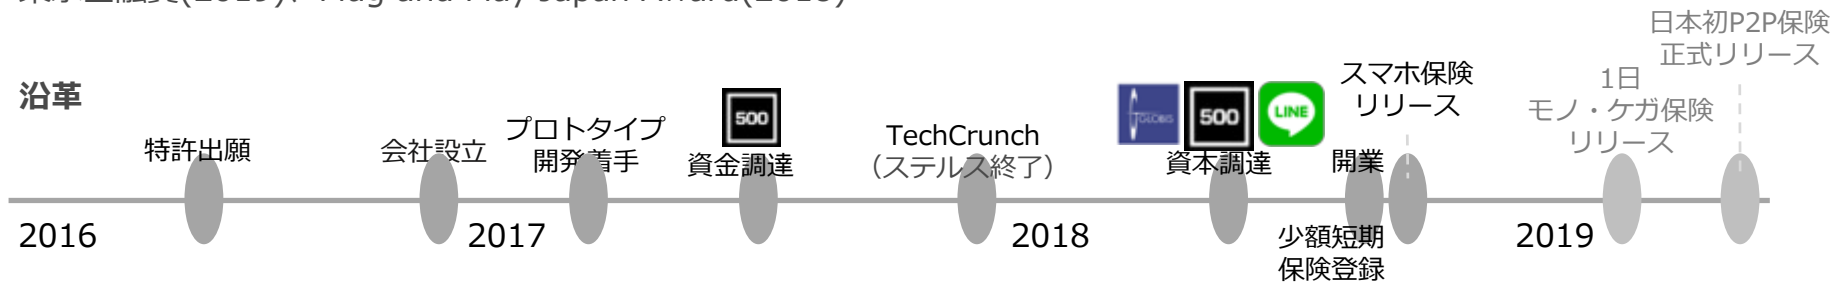 沿革
特許出願
会社設立
プロトタイプ
開発着手
500
資金調達
TechCrunch
（ステルス終了）
GLOBIS
500
LINE
資本調達
開業
スマホ保険
リリース
1日
モノ・ケガ保険
リリース
日本初P2P保険
正式リリース
2016
2017
2018
少額短期
保険登録
2019